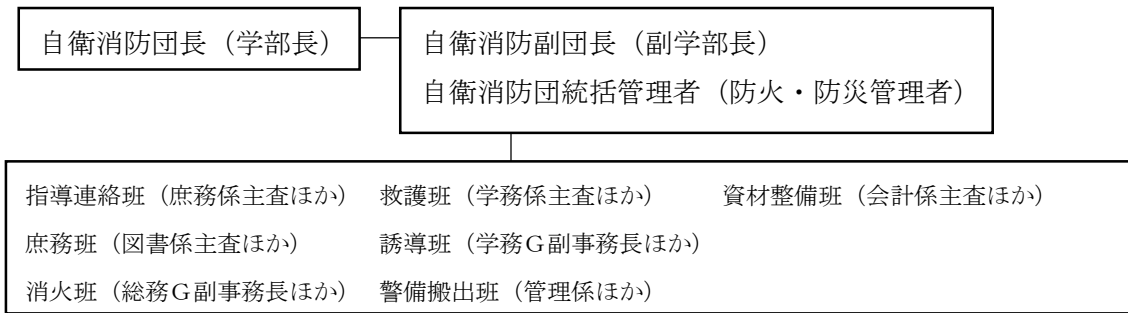 自衛消防団長（学部長）
自衛消防副団長（副学部長）
自衛消防団統括管理者（防火・防災管理者）
指導連絡班（庶務係主査ほか）　救護班（学務係主査ほか）　資材整備班（会計係主査ほか）
庶務班（図書係主査ほか）　誘導班（学務Ｇ副事務長ほか）
消火班（総務Ｇ副事務長ほか）　警備搬出班（管理係ほか）